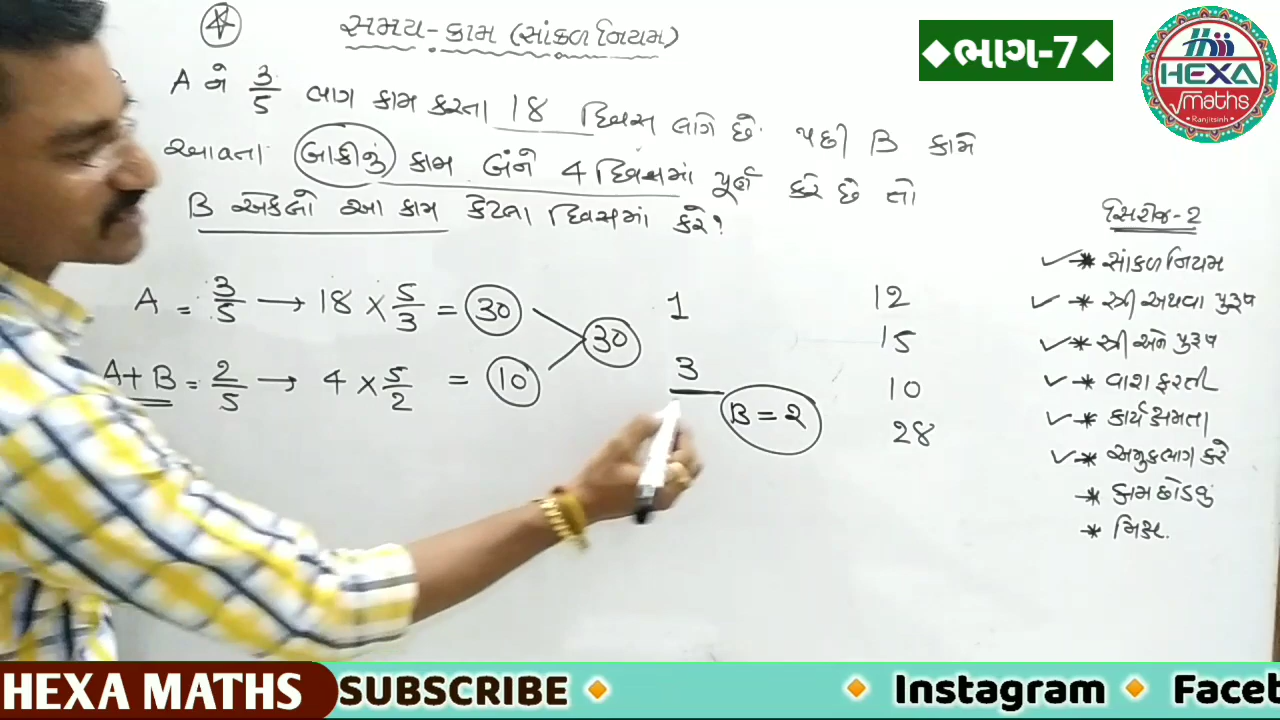 સમય-કામ (સાંકળ નિયમ)
A ને 3/5 ભાગ કામ કરતા 18 દિવસ લાગે છે. પછી B કામે
આવતા બાકીનું કામ બંને 4 દિવસમાં પૂર્ણ કરે છે તો
B એકલો આ કામ કેટલા દિવસમાં કરે?
A = 3/5 → 18 × 5/3 = 30
30
1
A+B = 2/5 → 4 × 5/2 = 10
3
B = 2
12
15
10
28
સિરીજ-2
✓* સાંકળ નિયમ
✓* સ્ત્રી અથવા પુરૂષ
✓* સ્ત્રી અને પુરૂષ
✓* વારા ફરતી
✓* કાર્યક્ષમતા
✓* અમુક ભાગ કરે
* કામ છોડવું
* મિક્ષ.
◆ભાગ-7◆
HEXA
√maths
Ranjitsinh
HEXA MATHS SUBSCRIBE 🔸 🔸 Instagram 🔸 Faceb